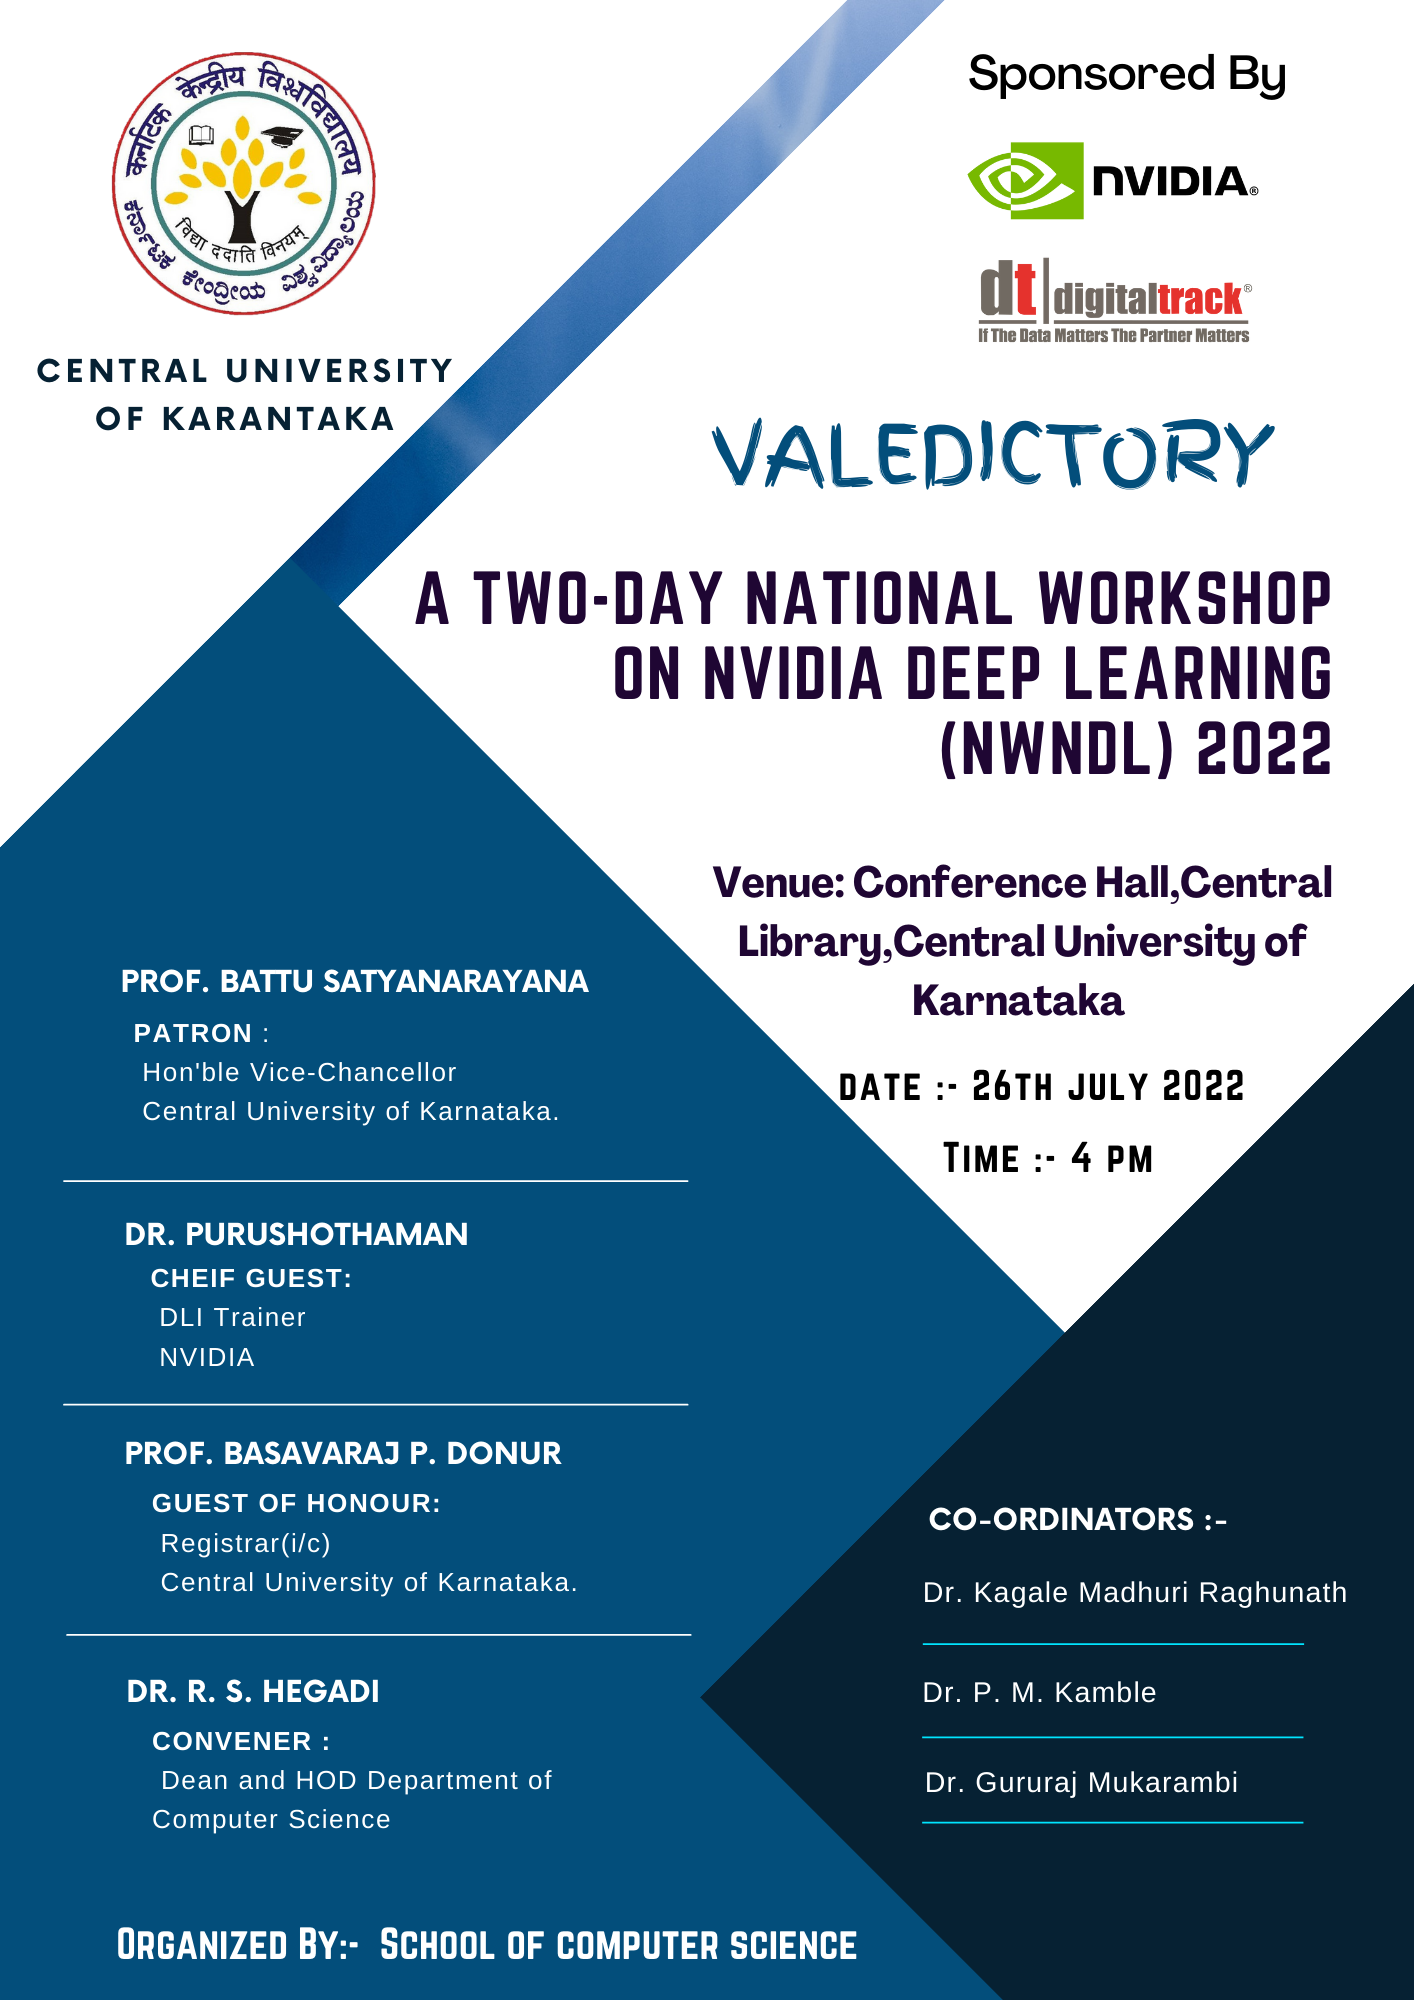 कर्नाटक केन्द्रीय विश्वविद्यालय
विद्या ददाति विनयम्
ಕರ್ನಾಟಕ ಕೇಂದ್ರೀಯ ವಿಶ್ವವಿದ್ಯಾಲಯ
CENTRAL UNIVERSITY
OF KARANTAKA
Sponsored By
NVIDIA®
dt digitaltrack®
If The Data Matters The Partner Matters
VALEDICTORY
A TWO-DAY NATIONAL WORKSHOP
ON NVIDIA DEEP LEARNING
(NWNDL) 2022
Venue: Conference Hall,Central
Library,Central University of
Karnataka
DATE :- 26TH JULY 2022
TIME :- 4 PM
PROF. BATTU SATYANARAYANA
PATRON :
Hon'ble Vice-Chancellor
Central University of Karnataka.
DR. PURUSHOTHAMAN
CHEIF GUEST:
DLI Trainer
NVIDIA
PROF. BASAVARAJ P. DONUR
GUEST OF HONOUR:
Registrar(i/c)
Central University of Karnataka.
DR. R. S. HEGADI
CONVENER :
Dean and HOD Department of
Computer Science
CO-ORDINATORS :-
Dr. Kagale Madhuri Raghunath
Dr. P. M. Kamble
Dr. Gururaj Mukarambi
ORGANIZED BY:- SCHOOL OF COMPUTER SCIENCE